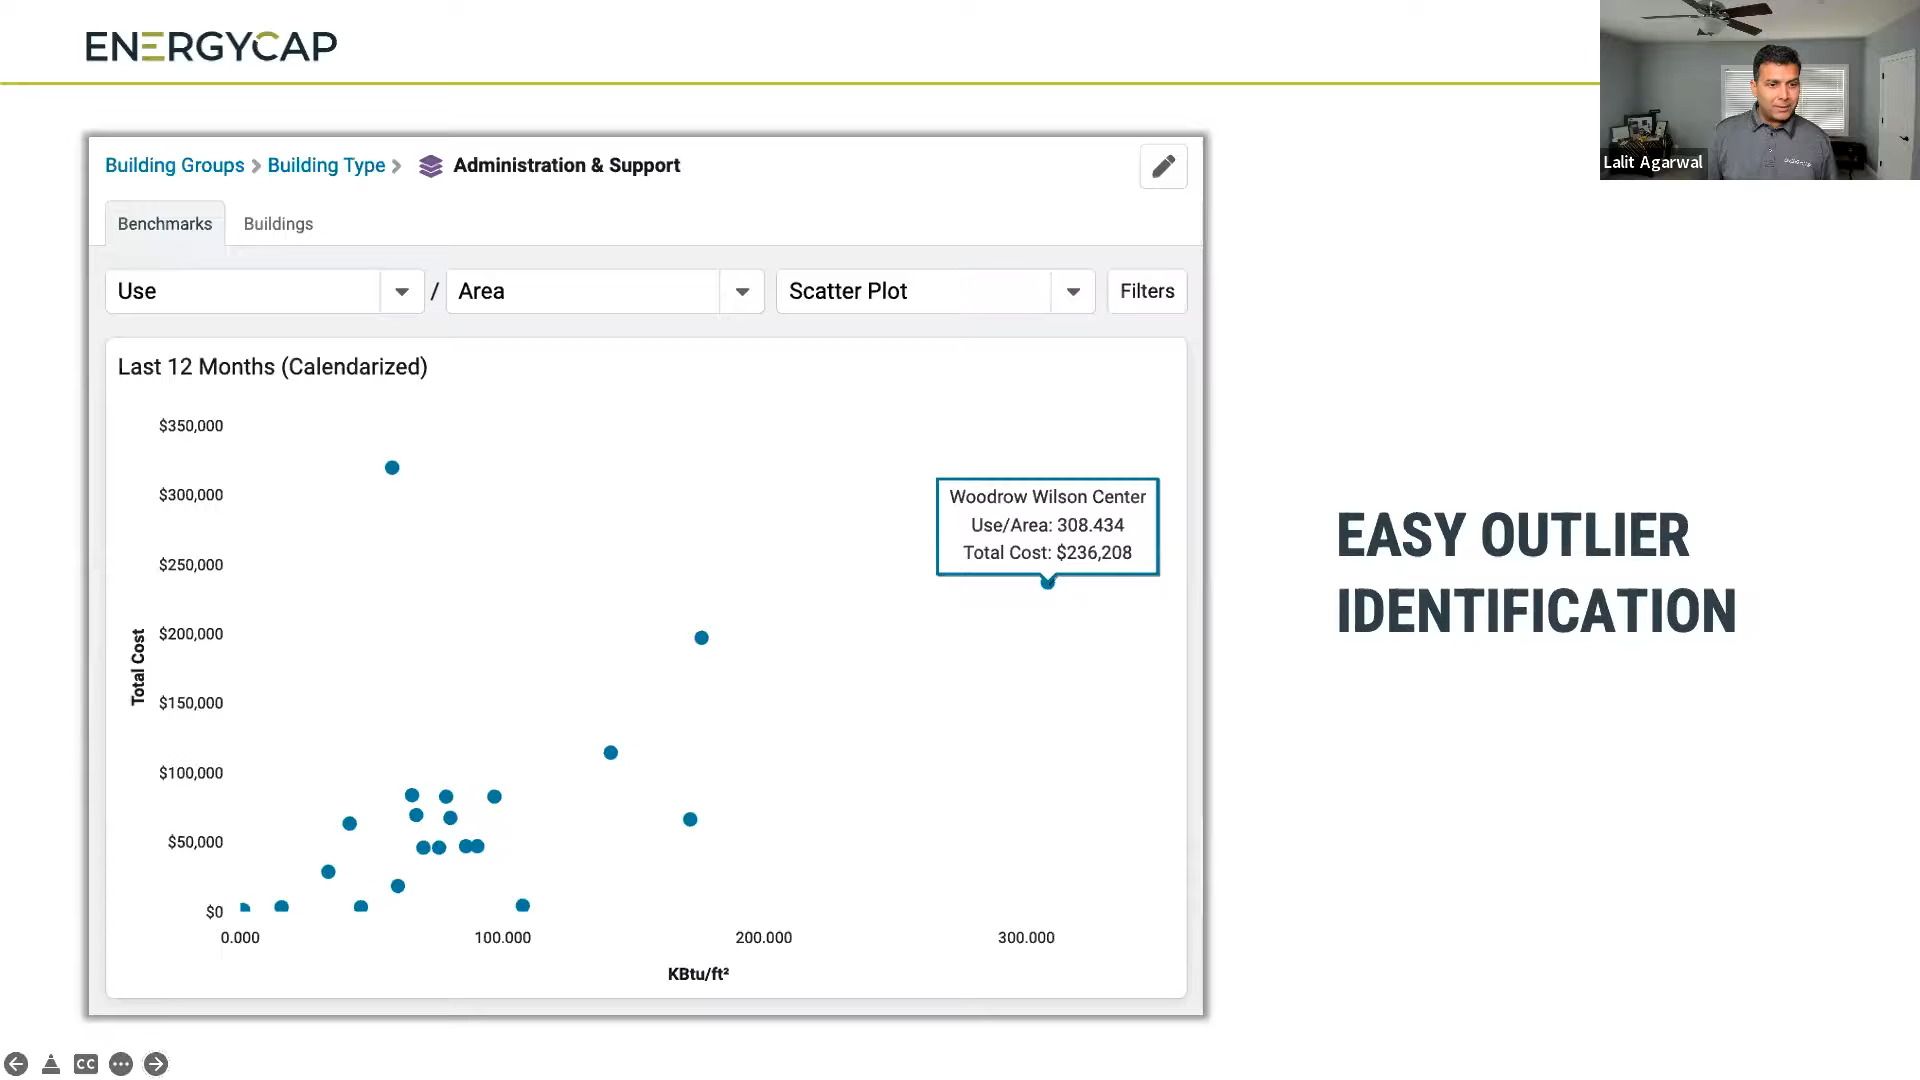 ENERGYCAP
Lalit Agarwal
Building Groups > Building Type > Administration & Support
Benchmarks Buildings
Use / Area Scatter Plot Filters
Last 12 Months (Calendarized)
$350,000
$300,000
$250,000
$200,000
$150,000
$100,000
$50,000
$0
Total Cost
Woodrow Wilson Center
Use/Area: 308.434
Total Cost: $236,208
0.000 100.000 200.000 300.000
KBtu/ft²
EASY OUTLIER
IDENTIFICATION
CC